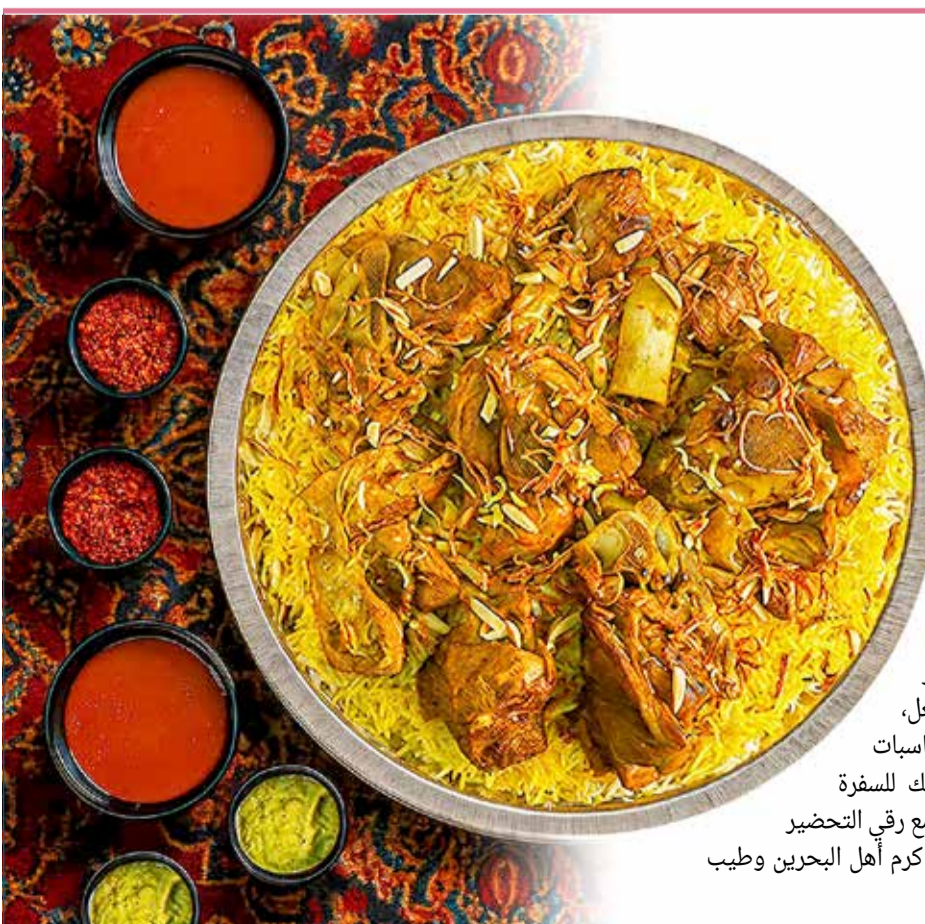 اسبات
ك للسفرة
ع رقي التحضير
كرم أهل البحرين وطيب